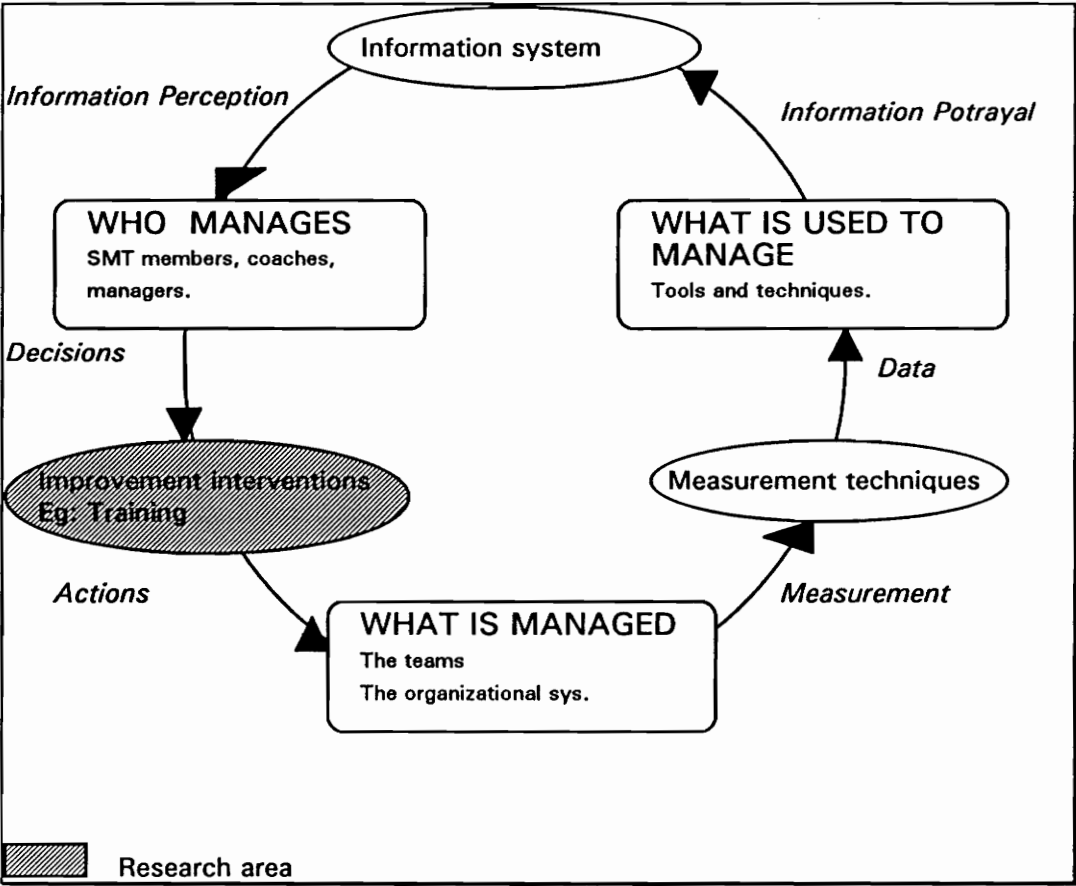 Information system
Information Perception
Information Potrayal
WHO MANAGES
SMT members, coaches,
managers.
WHAT IS USED TO
MANAGE
Tools and techniques.
Decisions
Data
Improvement interventions
Eg: Training
Measurement techniques
Actions
Measurement
WHAT IS MANAGED
The teams
The organizational sys.
Research area